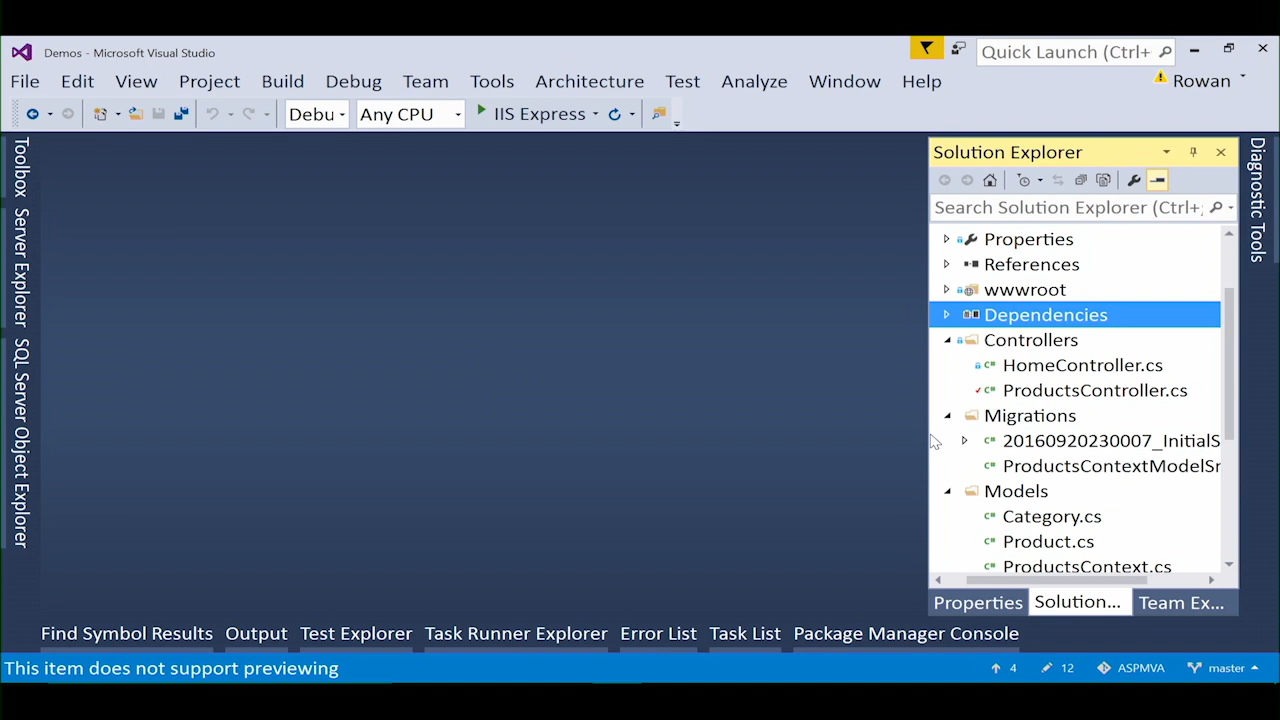 Demos - Microsoft Visual Studio
Quick Launch (Ctrl+
File Edit View Project Build Debug Team Tools Architecture Test Analyze Window Help
Rowan
Debu Any CPU IIS Express
Toolbox
Server Explorer
SQL Server Object Explorer
Solution Explorer
Search Solution Explorer (Ctrl+;
Properties
References
wwwroot
Dependencies
Controllers
HomeController.cs
ProductsController.cs
Migrations
20160920230007_InitialS
ProductsContextModelSn
Models
Category.cs
Product.cs
ProductsContext.cs
Properties Solution... Team Ex...
Diagnostic Tools
Find Symbol Results Output Test Explorer Task Runner Explorer Error List Task List Package Manager Console
This item does not support previewing
4 12 ASPMVA master